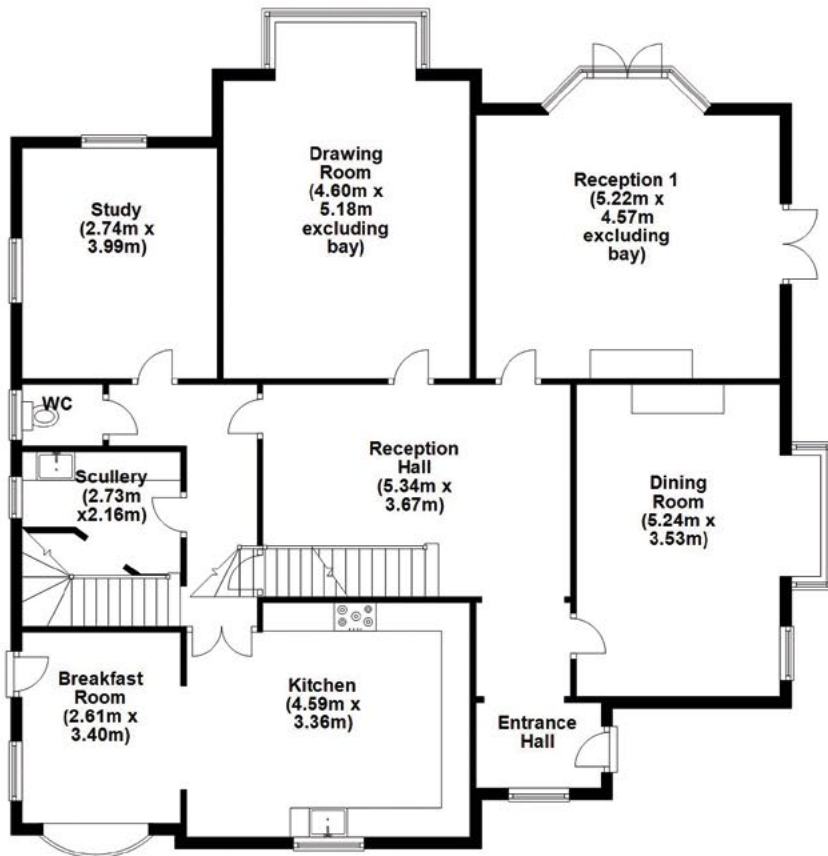 Drawing
Room
(4.60m x
5.18m
excluding
bay)
Reception 1
(5.22m x
4.57m
excluding
bay)
Study
(2.74m x
3.99m)
WC
Scullery
(2.73m
x2.16m)
Reception
Hall
(5.34m x
3.67m)
Dining
Room
(5.24m x
3.53m)
Breakfast
Room
(2.61m x
3.40m)
Kitchen
(4.59m x
3.36m)
Entrance
Hall